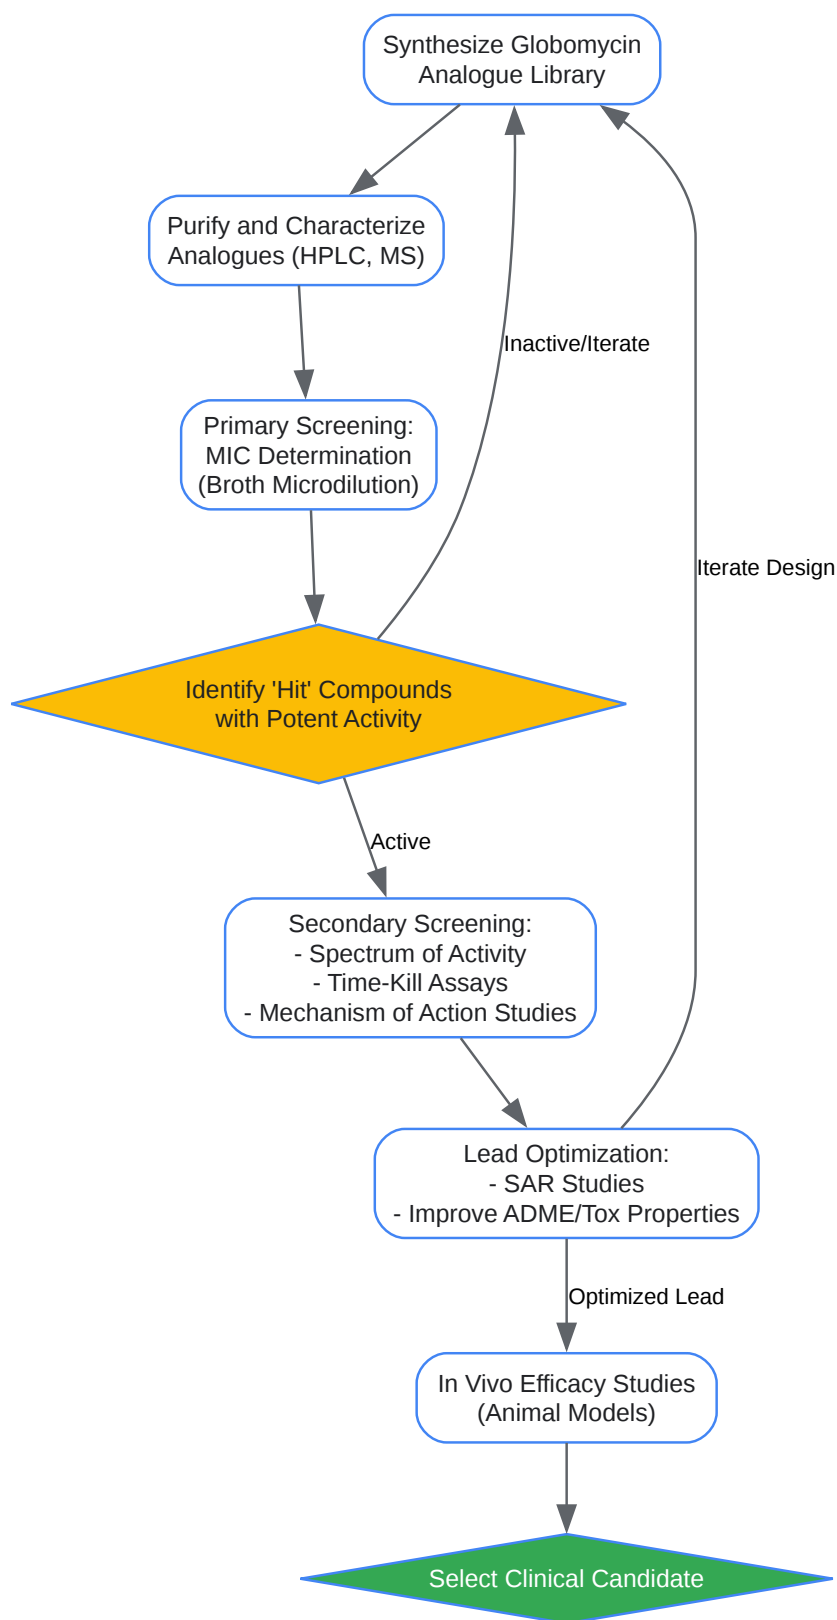 Synthesize Globomycin
Analogue Library
Purify and Characterize
Analogues (HPLC, MS)
Inactive/Iterate
Primary Screening:
MIC Determination
(Broth Microdilution)
Iterate Design
Identify 'Hit' Compounds
with Potent Activity
Active
Secondary Screening:
- Spectrum of Activity
- Time-Kill Assays
- Mechanism of Action Studies
Lead Optimization:
- SAR Studies
- Improve ADME/Tox Properties
Optimized Lead
In Vivo Efficacy Studies
(Animal Models)
Select Clinical Candidate